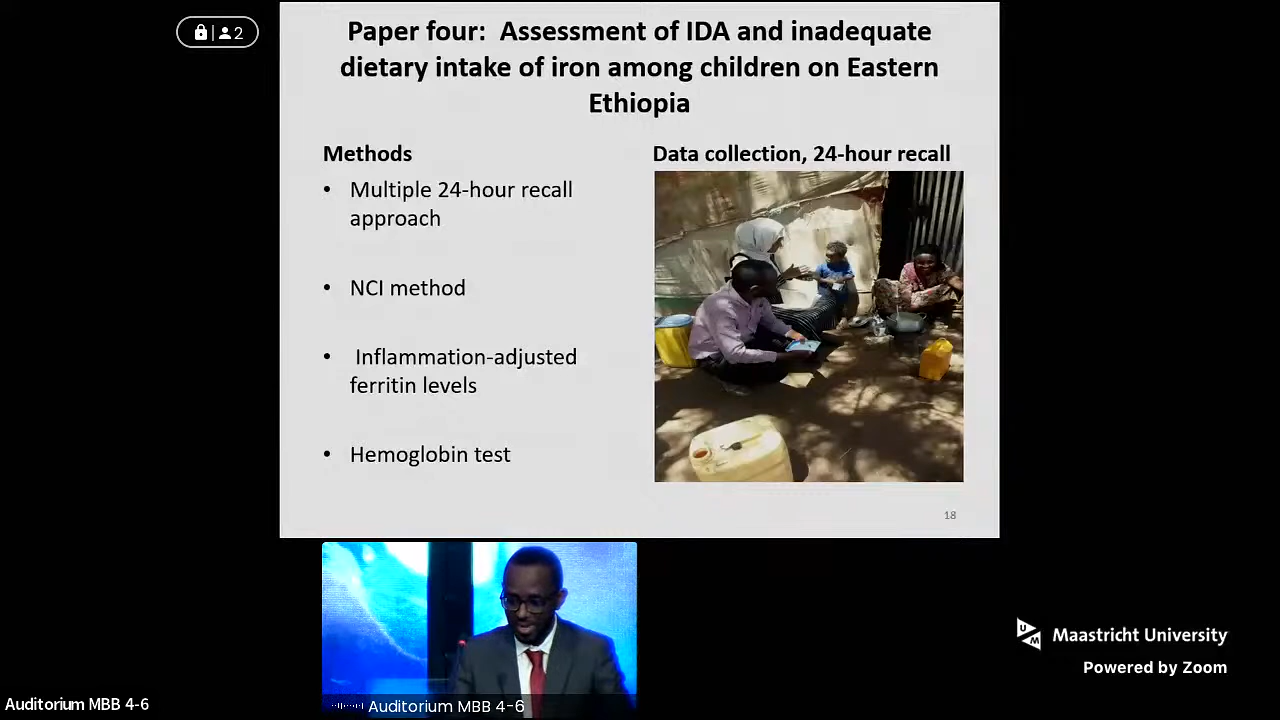 2
Paper four:  Assessment of IDA and inadequate
dietary intake of iron among children on Eastern
Ethiopia
Methods
• Multiple 24-hour recall
approach
• NCI method
• Inflammation-adjusted
ferritin levels
• Hemoglobin test
Data collection, 24-hour recall
18
Auditorium MBB 4-6
Auditorium MBB 4-6
UM
Maastricht University
Powered by Zoom